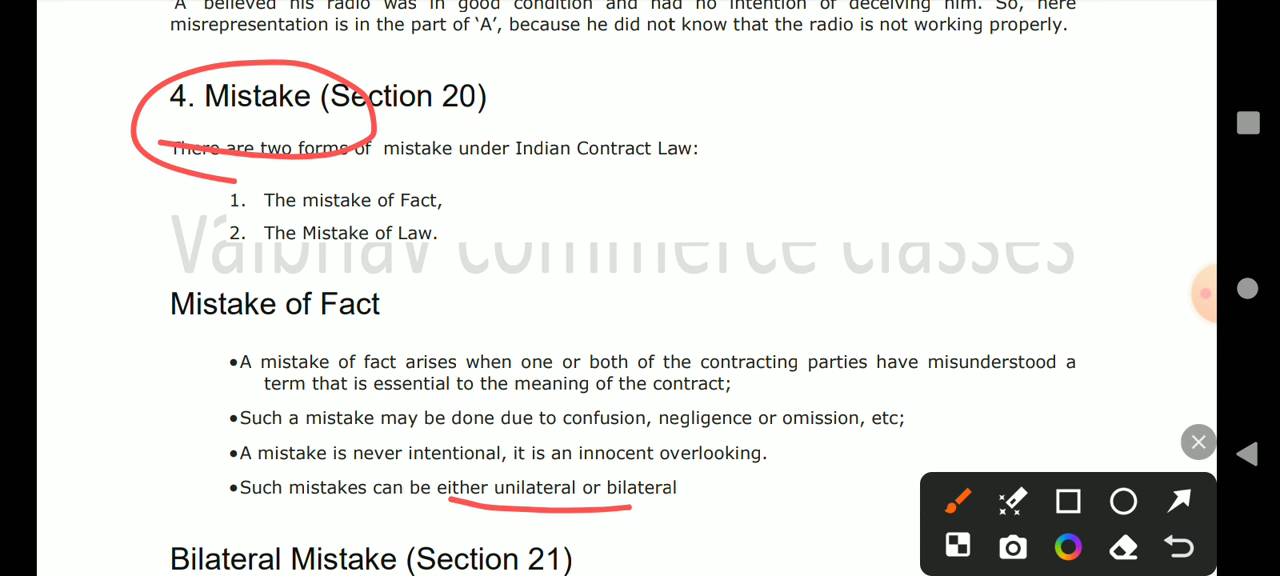 'A' believed his radio was in good condition and had no intention of deceiving him. So, here
misrepresentation is in the part of 'A', because he did not know that the radio is not working properly.
4. Mistake (Section 20)
There are two forms of mistake under Indian Contract Law:
1. The mistake of Fact,
2. The Mistake of Law.
Vaibhav commerce classes
Mistake of Fact
•A mistake of fact arises when one or both of the contracting parties have misunderstood a
term that is essential to the meaning of the contract;
•Such a mistake may be done due to confusion, negligence or omission, etc;
•A mistake is never intentional, it is an innocent overlooking.
•Such mistakes can be either unilateral or bilateral
Bilateral Mistake (Section 21)